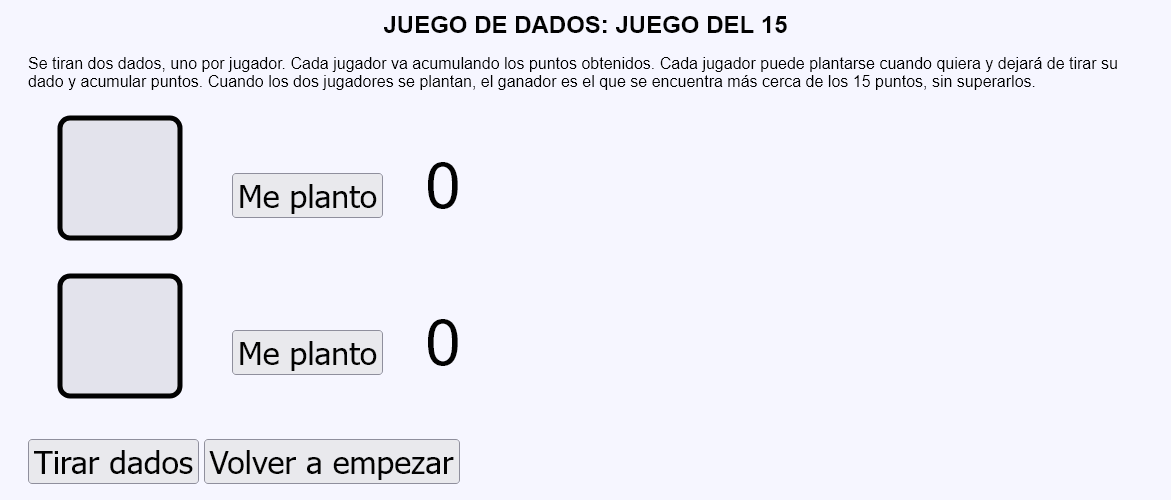 JUEGO DE DADOS: JUEGO DEL 15
Se tiran dos dados, uno por jugador. Cada jugador va acumulando los puntos obtenidos. Cada jugador puede plantarse cuando quiera y dejará de tirar su
dado y acumular puntos. Cuando los dos jugadores se plantan, el ganador es el que se encuentra más cerca de los 15 puntos, sin superarlos.
Me planto 0
Me planto 0
Tirar dados Volver a empezar